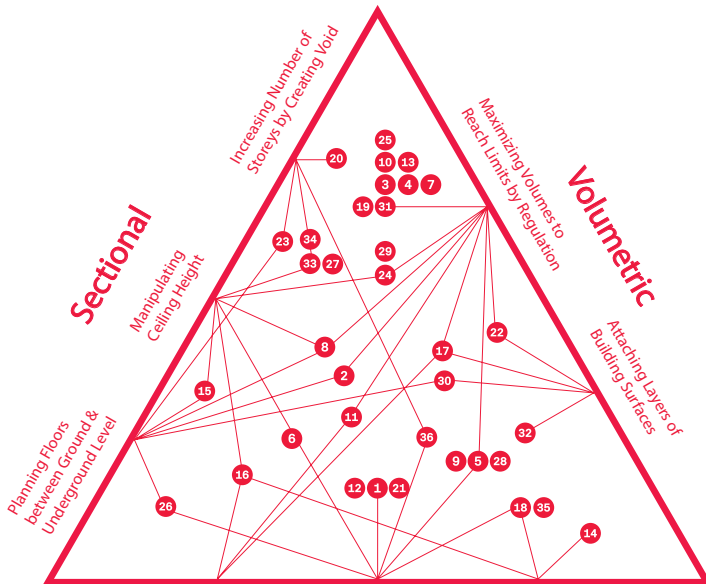 Increasing Number of
Storeys by Creating Void
Maximizing Volumes to
Reach Limits by Regulation
Sectional
Volumetric
Manipulating
Ceiling Height
Attaching Layers of
Building Surfaces
Planning Floors
between Ground &
Underground Level
25
20
10 13
3 4 7
19 31
23 34
33 27
29
24
22
8
17
2
30
15
11
6
36
32
9 5 28
16
12 1 21
26
18 35
14